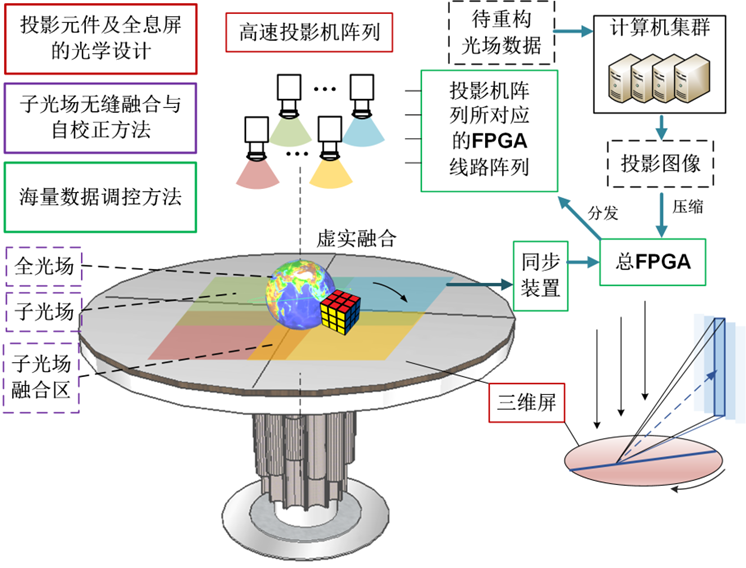 投影元件及全息屏
的光学设计
子光场无缝融合与
自校正方法
海量数据调控方法
高速投影机阵列
待重构
光场数据
计算机集群
投影机阵
列所对应
的FPGA
线路阵列
投影图像
分发
压缩
总FPGA
同步
装置
虚实融合
全光场
子光场
子光场
融合区
三维屏